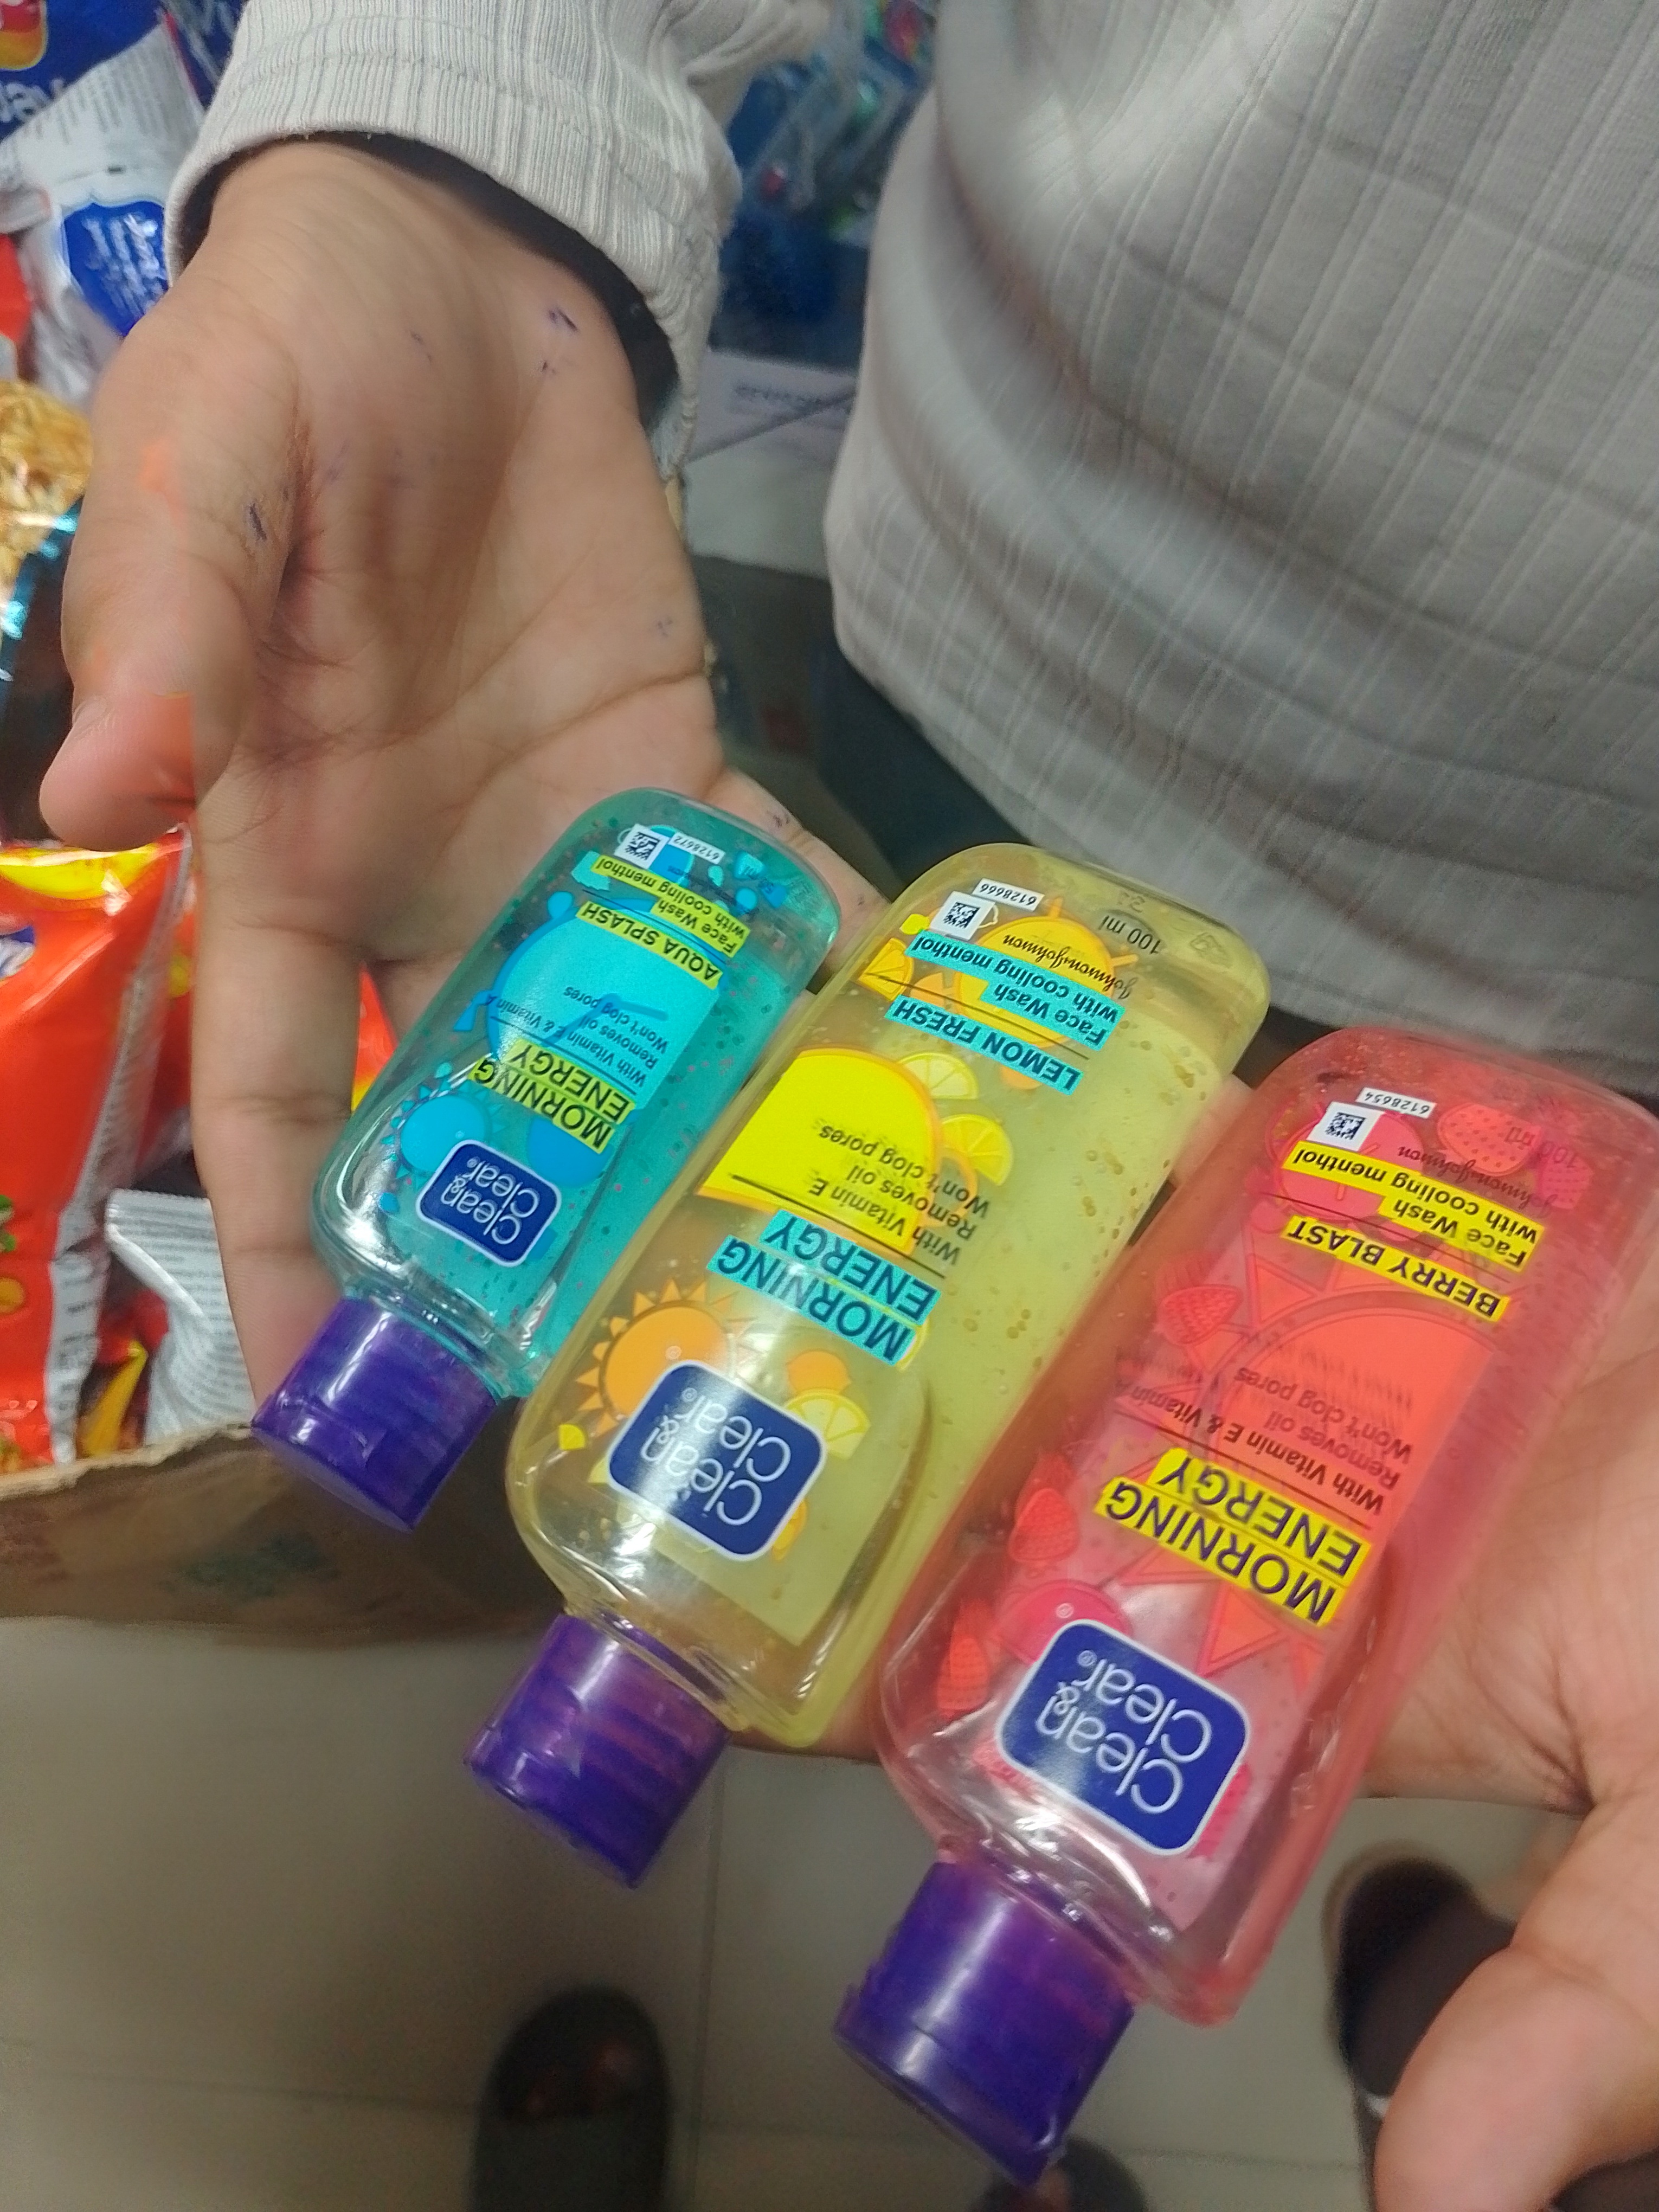 Clean &
Clear®
MORNING
ENERGY
With Vitamin E & Vitamin A
Removes oil
Won't clog pores
AQUA SPLASH
Face Wash
with cooling menthol
6128672
Clean &
Clear®
MORNING
ENERGY
With Vitamin E
Removes oil
Won't clog pores
LEMON FRESH
Face Wash
with cooling menthol
Johnson & Johnson
100 ml
6128666
Clean &
Clear®
MORNING
ENERGY
With Vitamin E & Vitamin A
Removes oil
Won't clog pores
BERRY BLAST
Face Wash
with cooling menthol
Johnson & Johnson
100 ml
6128654